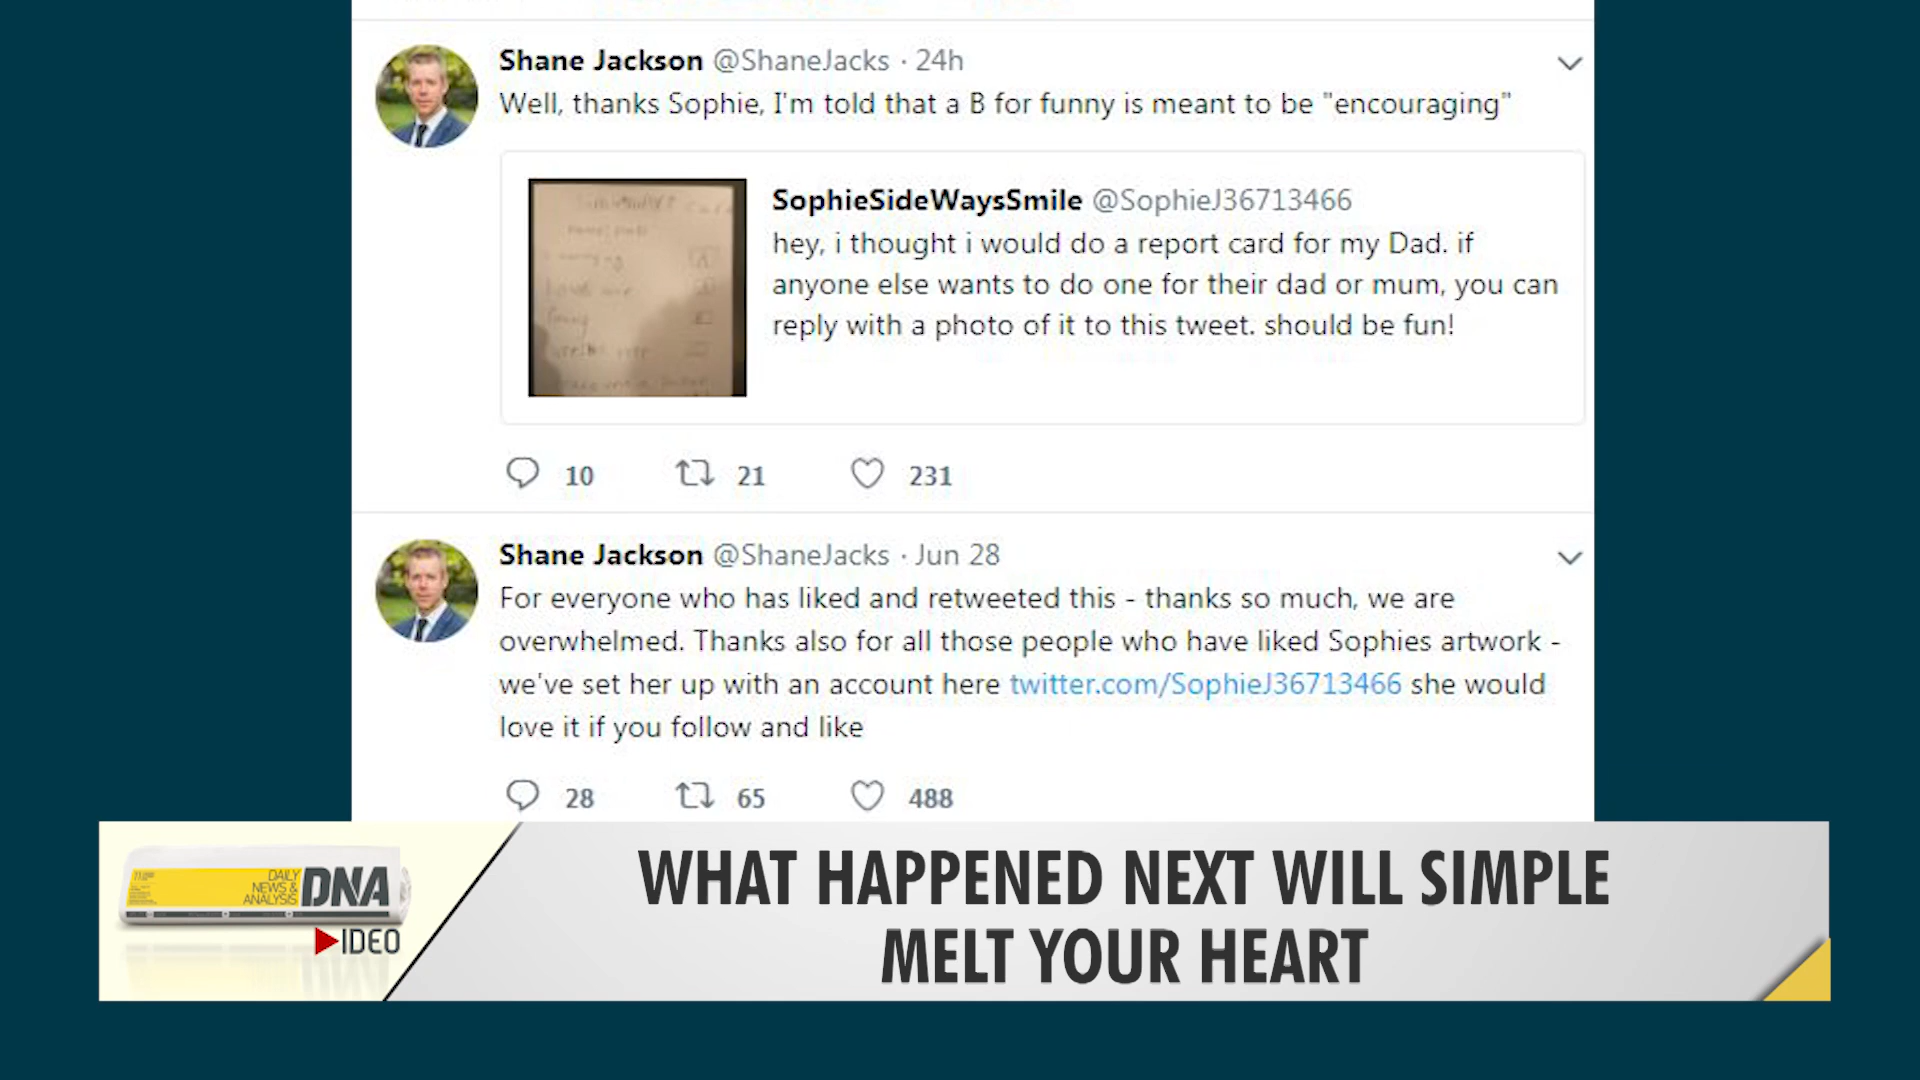 Shane Jackson @ShaneJacks · 24h
Well, thanks Sophie, I'm told that a B for funny is meant to be "encouraging"
SophieSideWaysSmile @SophieJ36713466
hey, i thought i would do a report card for my Dad. if
anyone else wants to do one for their dad or mum, you can
reply with a photo of it to this tweet. should be fun!
10 21 231
Shane Jackson @ShaneJacks · Jun 28
For everyone who has liked and retweeted this - thanks so much, we are
overwhelmed. Thanks also for all those people who have liked Sophies artwork -
we've set her up with an account here twitter.com/SophieJ36713466 she would
love it if you follow and like
28 65 488
DAILY
NEWS &
ANALYSIS DNA
IDEO
WHAT HAPPENED NEXT WILL SIMPLE
MELT YOUR HEART